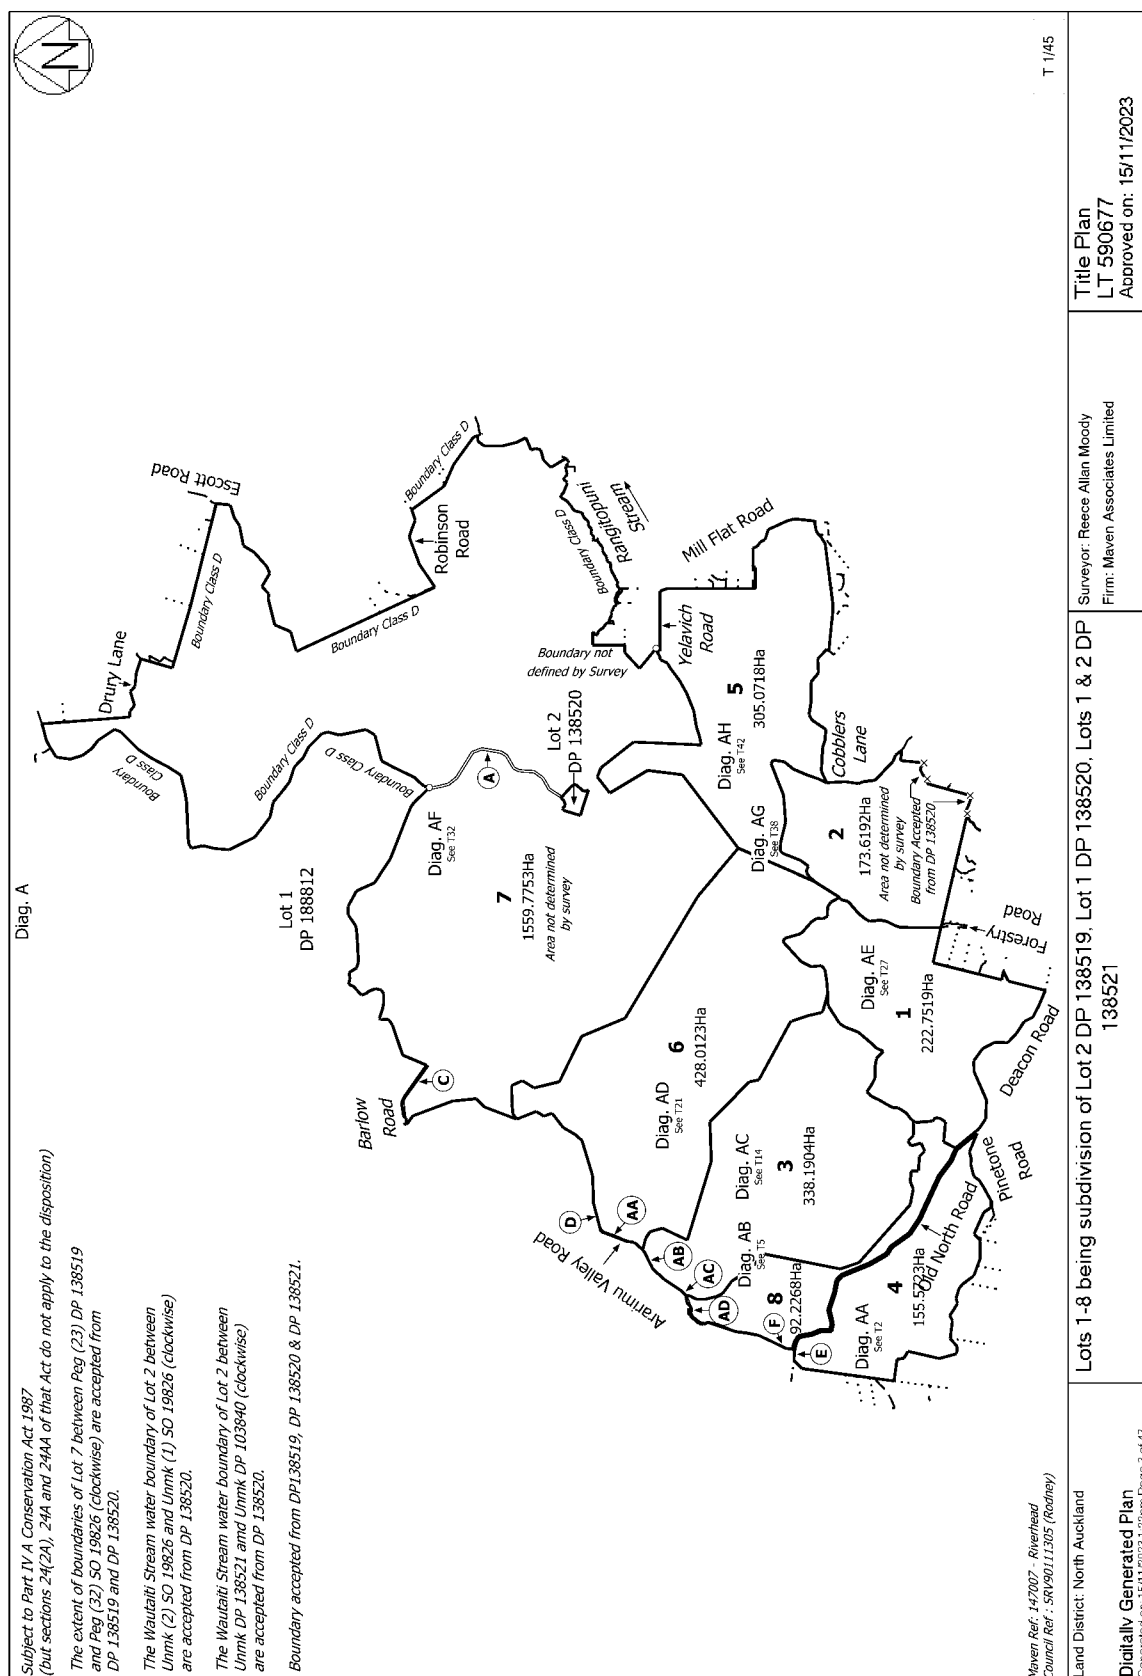 Subject to Part IV A Conservation Act 1987
(but sections 24(2A), 24A and 24AA of that Act do not apply to the disposition)
The extent of boundaries of Lot 7 between Peg (23) DP 138519
and Peg (32) SO 19826 (clockwise) are accepted from
DP 138519 and DP 138520.
The Wautaiti Stream water boundary of Lot 2 between
Unmk (2) SO 19826 and Unmk (1) SO 19826 (clockwise)
are accepted from DP 138520.
The Wautaiti Stream water boundary of Lot 2 between
Unmk DP 138521 amd Unmk DP 103840 (clockwise)
are accepted from DP 138520.
Boundary accepted from DP138519, DP 138520 & DP 138521.
Diag. A
N
T 1/45
Lot 1
DP 188812
Boundary
Class D
Drury Lane
Boundary Class D
Escott Road
Boundary Class D
Boundary Class D
Boundary Class D
Robinson
Road
Boundary Class D
Boundary Class D
Rangitopuni
Stream
Barlow
Road
C
Diag. AF
See T32
A
7
1559.7753Ha
Area not determined
by survey
Lot 2
DP 138520
Boundary not
defined by Survey
Yelavich
Road
Mill Flat Road
Ararimu Valley Road
D
AA
AB
AC
AD
Diag. AD
See T21
6
428.0123Ha
Diag. AH
See T42
5
305.0718Ha
Diag. AC
See T14
3
338.1904Ha
Diag. AB
See T5
8
92.2268Ha
F
E
Diag. AG
See T38
2
173.6192Ha
Area not determined
by survey
Boundary Accepted
from DP 138520
Cobblers
Lane
Diag. AE
See T27
1
222.7519Ha
Forestry
Road
Diag. AA
See T2
4
155.5723Ha
Old North Road
Pinetone
Road
Deacon Road
Maven Ref: 147007 - Riverhead
Council Ref : SRV90111305 (Rodney)
Land District: North Auckland
Digitally Generated Plan
Lots 1-8 being subdivision of Lot 2 DP 138519, Lot 1 DP 138520, Lots 1 & 2 DP
138521
Surveyor: Reece Allan Moody
Firm: Maven Associates Limited
Title Plan
LT 590677
Approved on: 15/11/2023